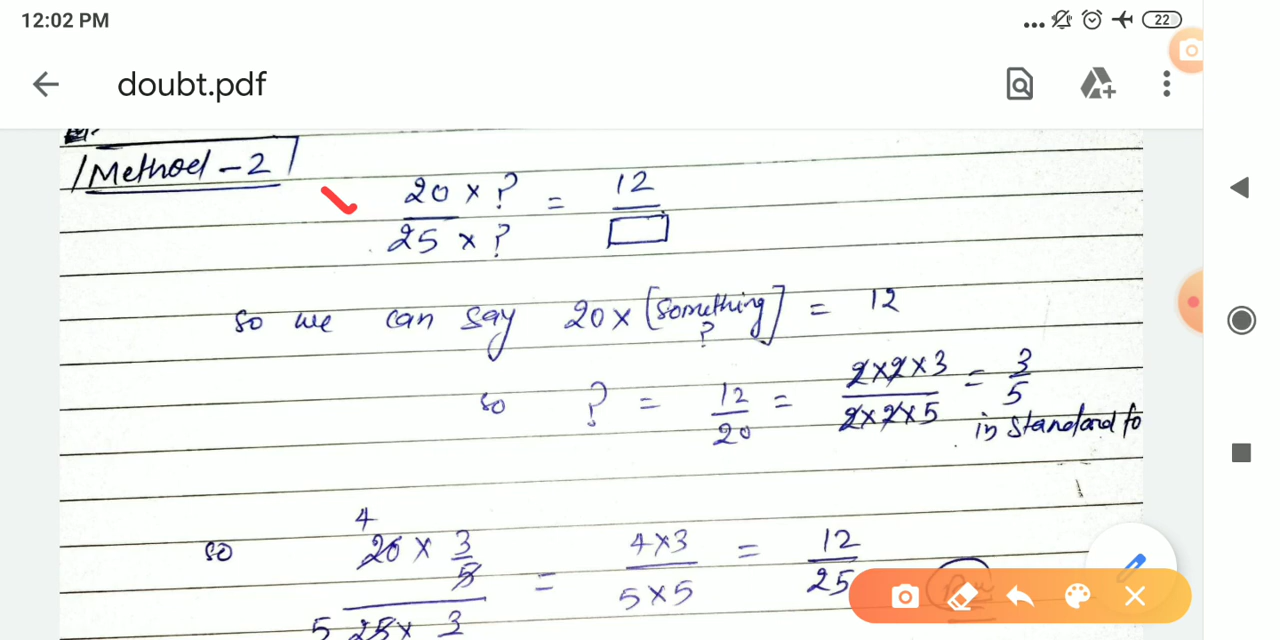 12:02 PM
22
doubt.pdf
Method - 2
20 × ? / 25 × ? = 12 / □
so we can say 20 × [something] = 12
?
so ? = 12/20 = 2×2×3 / 2×2×5 = 3/5
in standard fo
so 20 × 3/5 / 25 × 3 = 4×3 / 5×5 = 12/25
4
5